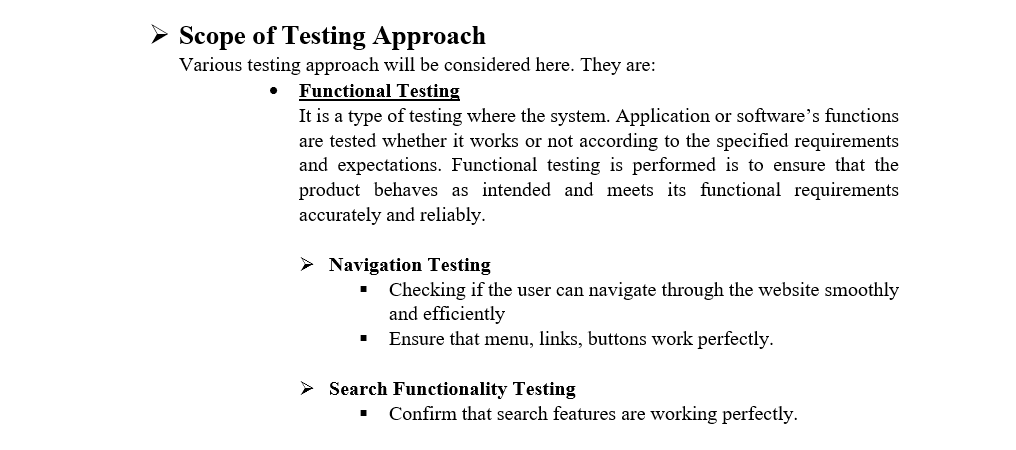 ➢ Scope of Testing Approach
Various testing approach will be considered here. They are:
• Functional Testing
It is a type of testing where the system. Application or software’s functions
are tested whether it works or not according to the specified requirements
and expectations. Functional testing is performed is to ensure that the
product behaves as intended and meets its functional requirements
accurately and reliably.
➢ Navigation Testing
▪ Checking if the user can navigate through the website smoothly
and efficiently
▪ Ensure that menu, links, buttons work perfectly.
➢ Search Functionality Testing
▪ Confirm that search features are working perfectly.